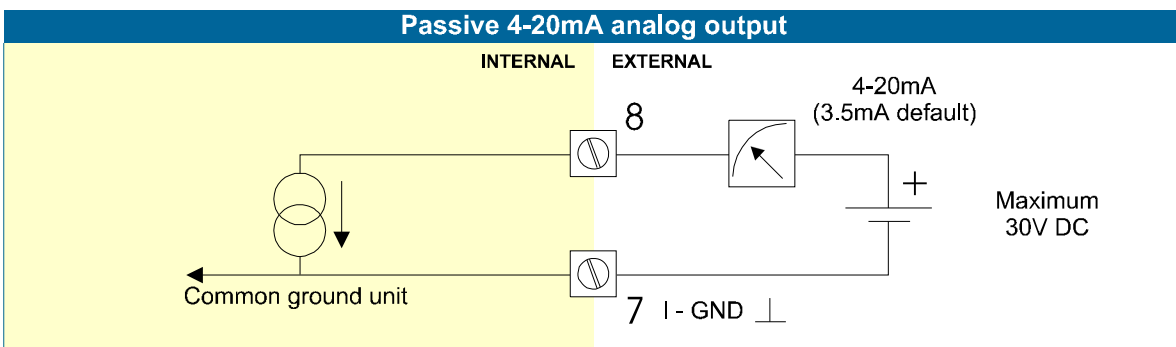 Passive 4-20mA analog output
INTERNAL EXTERNAL
4-20mA
(3.5mA default)
8
+
Maximum
30V DC
Common ground unit
7 I - GND